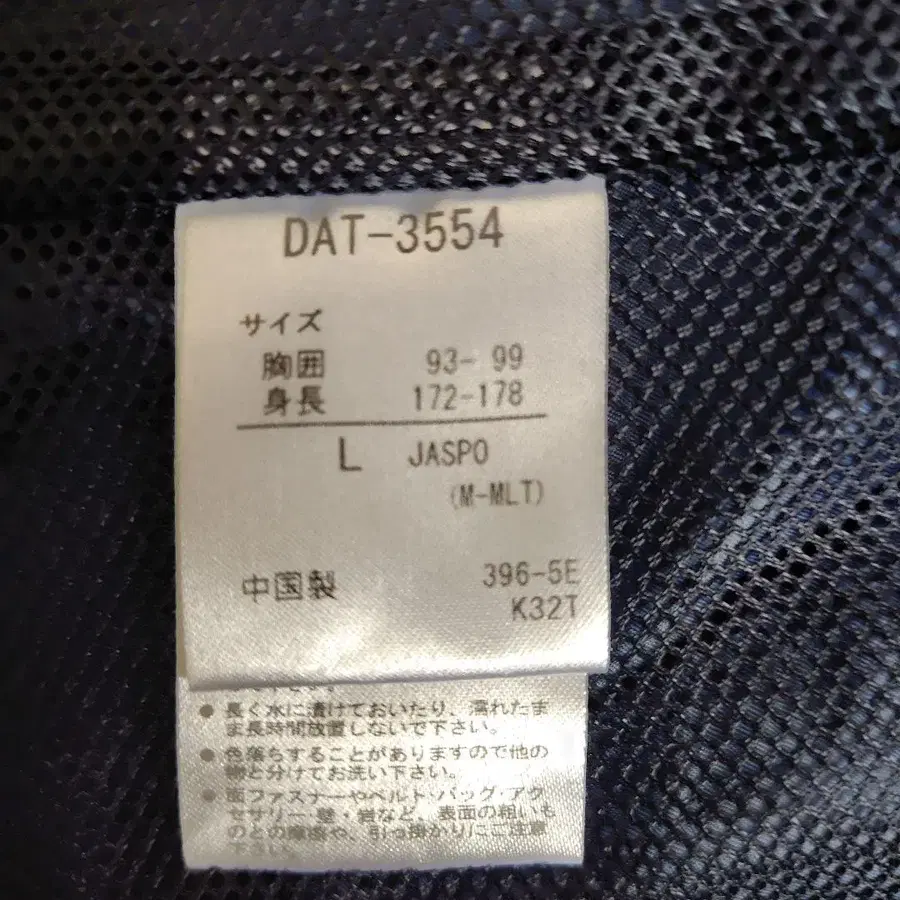 DAT-3554
サイズ
胸囲 93- 99
身長 172-178
L JASPO
(M-MLT)
中国製 396-5E
K32T
● 長く水に漬けておいたり、濡れたま
ま長時間放置しないで下さい。
● 色落ちすることがありますので他の
物と分けてお洗い下さい。
● 面ファスナーやベルト・バッグ・アク
セサリー・壁・岩など、表面の粗いも
のとの摩擦や、引っ掛かりにご注意
下さい。